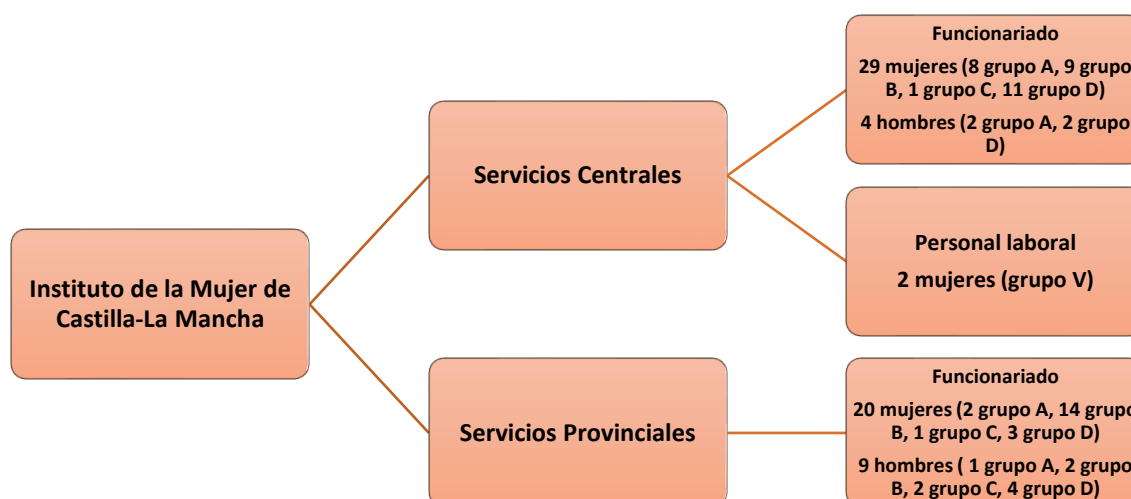 Funcionariado
29 mujeres (8 grupo A, 9 grupo
B, 1 grupo C, 11 grupo D)
4 hombres (2 grupo A, 2 grupo
D)
Servicios Centrales
Personal laboral
2 mujeres (grupo V)
Instituto de la Mujer de
Castilla-La Mancha
Servicios Provinciales
Funcionariado
20 mujeres (2 grupo A, 14 grupo
B, 1 grupo C, 3 grupo D)
9 hombres ( 1 grupo A, 2 grupo
B, 2 grupo C, 4 grupo D)